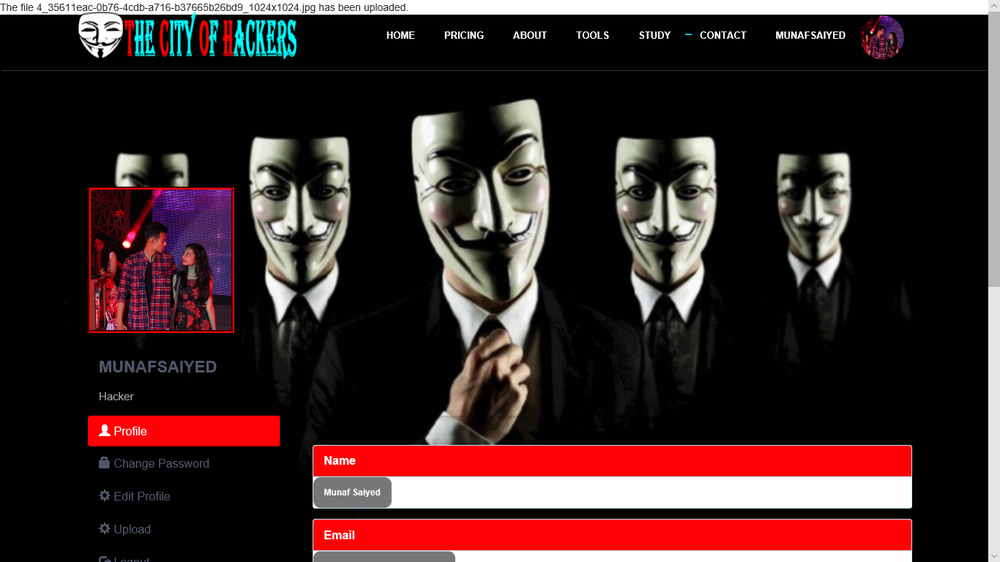 The file 4_35611eac-0b76-4cdb-a716-b37665b26bd9_1024x1024.jpg has been uploaded.
THE CITY OF HACKERS
HOME PRICING ABOUT TOOLS STUDY CONTACT MUNAFSAIYED
MUNAFSAIYED
Hacker
Profile
Change Password
Edit Profile
Upload
Logout
Name
Munaf Saiyed
Email